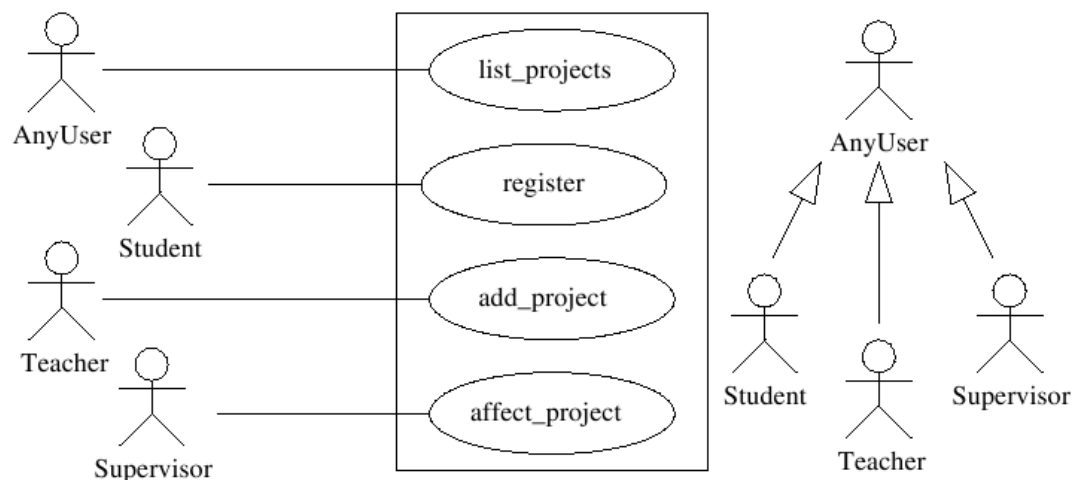 AnyUser
list_projects
Student
register
Teacher
add_project
Supervisor
affect_project
AnyUser
Student
Teacher
Supervisor